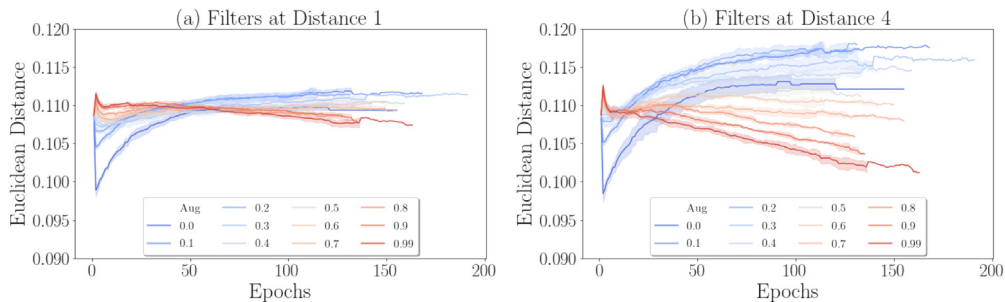 (a) Filters at Distance 1
Euclidean Distance
0.120
0.115
0.110
0.105
0.100
0.095
0.090
Aug 0.2 0.5 0.8
0.0 0.3 0.6 0.9
0.1 0.4 0.7 0.99
0 50 100 150 200
Epochs
(b) Filters at Distance 4
Euclidean Distance
0.120
0.115
0.110
0.105
0.100
0.095
0.090
Aug 0.2 0.5 0.8
0.0 0.3 0.6 0.9
0.1 0.4 0.7 0.99
0 50 100 150 200
Epochs